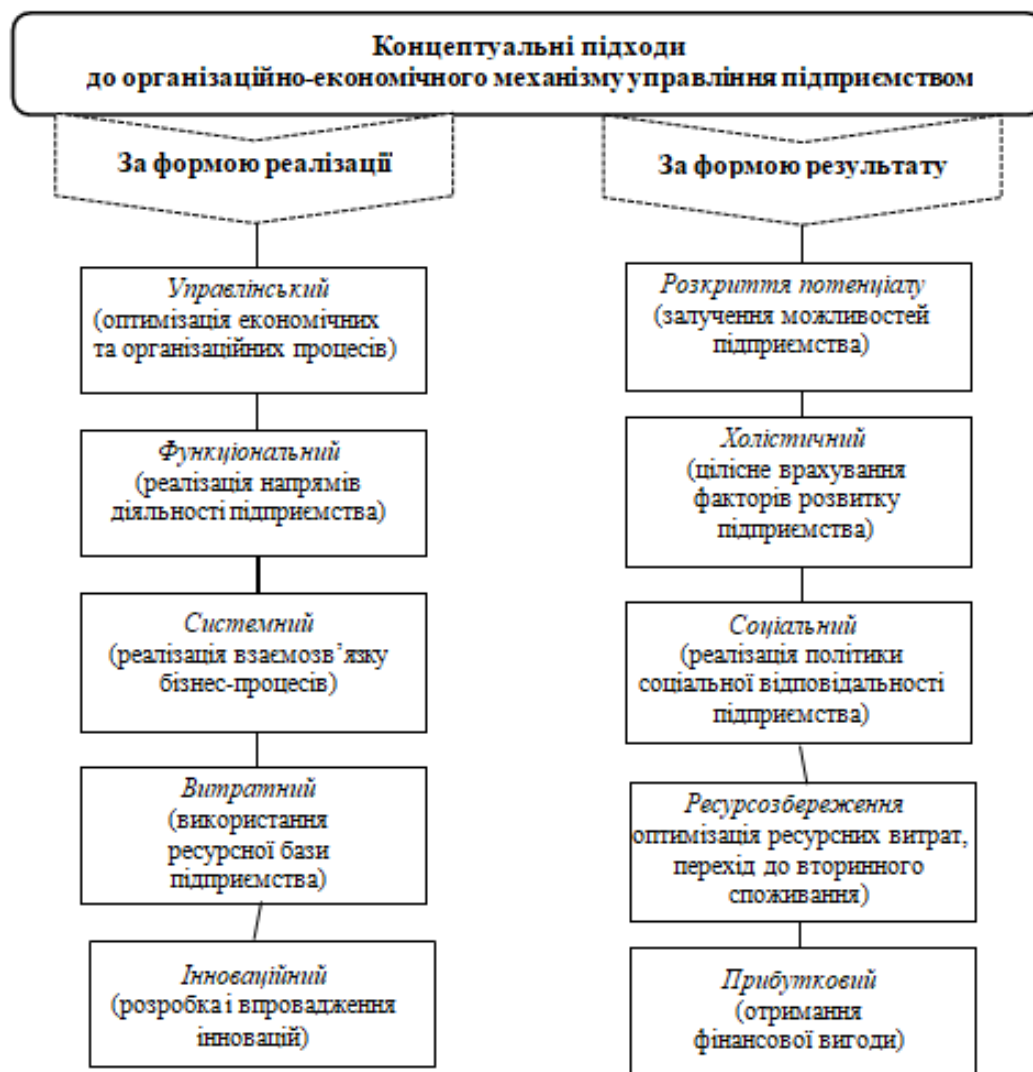 Концептуальні підходи
до організаційно-економічного механізму управління підприємством
За формою реалізації
Управлінський
(оптимізація економічних
та організаційних процесів)
Функціональний
(реалізація напрямів
діяльності підприємства)
Системний
(реалізація взаємозв’язку
бізнес-процесів)
Витратний
(використання
ресурсної бази
підприємства)
Інноваційний
(розробка і впровадження
інновацій)
За формою результату
Розкриття потенціалу
(залучення можливостей
підприємства)
Холістичний
(цілісне врахування
факторів розвитку
підприємства)
Соціальний
(реалізація політики
соціальної відповідальності
підприємства)
Ресурсозбереження
оптимізація ресурсних витрат,
перехід до вторинного
споживання)
Прибутковий
(отримання
фінансової вигоди)